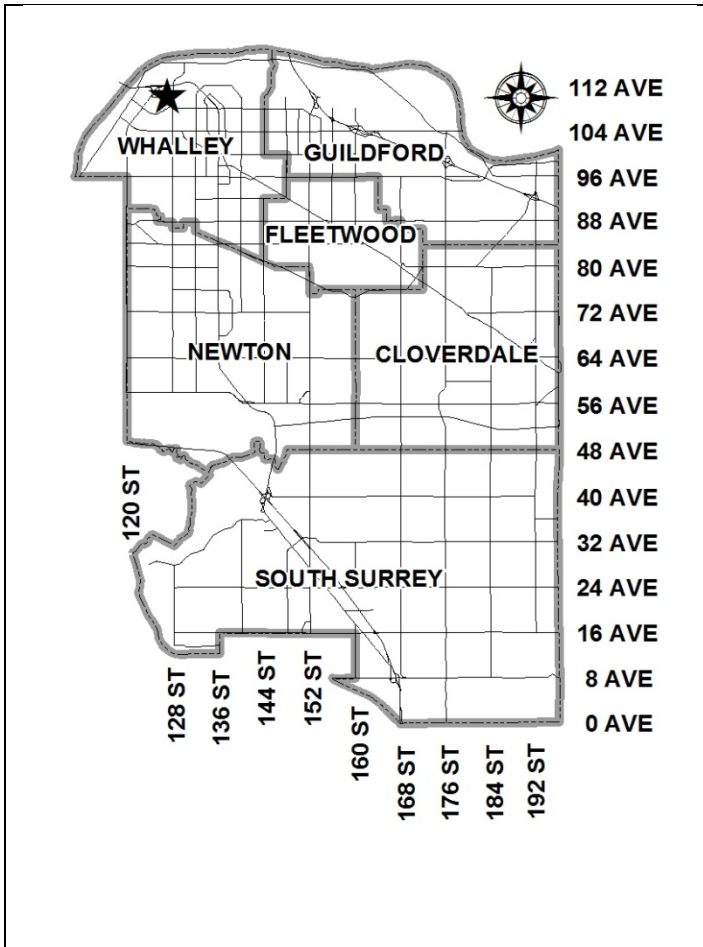 112 AVE
104 AVE
WHALLEY
GUILDFORD
96 AVE
88 AVE
FLEETWOOD
80 AVE
72 AVE
NEWTON
CLOVERDALE
64 AVE
56 AVE
48 AVE
120 ST
40 AVE
32 AVE
SOUTH SURREY
24 AVE
16 AVE
8 AVE
0 AVE
128 ST
136 ST
144 ST
152 ST
160 ST
168 ST
176 ST
184 ST
192 ST